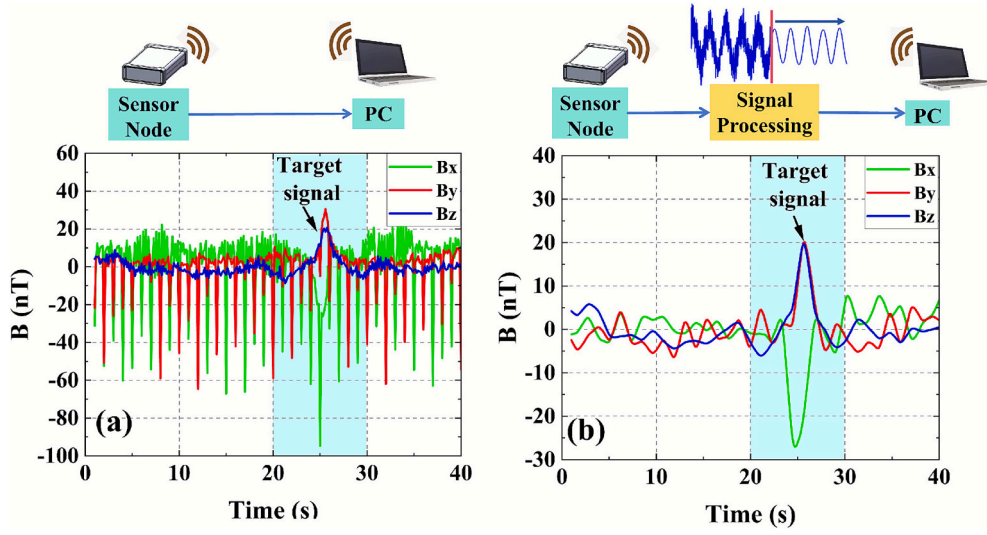 Sensor
Node
PC
Sensor
Node
Signal
Processing
PC
60
40
20
0
-20
-40
-60
-80
-100
B (nT)
Target
signal
Bx
By
Bz
(a)
0
10
20
30
40
Time (s)
40
30
20
10
0
-10
-20
-30
B (nT)
Target
signal
Bx
By
Bz
(b)
0
10
20
30
40
Time (s)